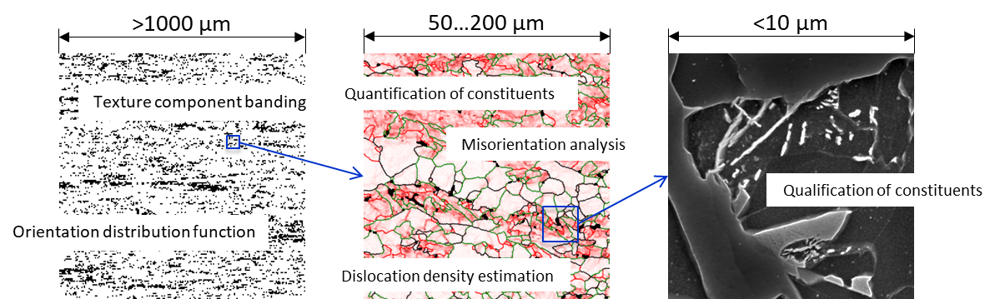 >1000 µm
50...200 µm
<10 µm
Texture component banding
Orientation distribution function
Quantification of constituents
Misorientation analysis
Dislocation density estimation
Qualification of constituents